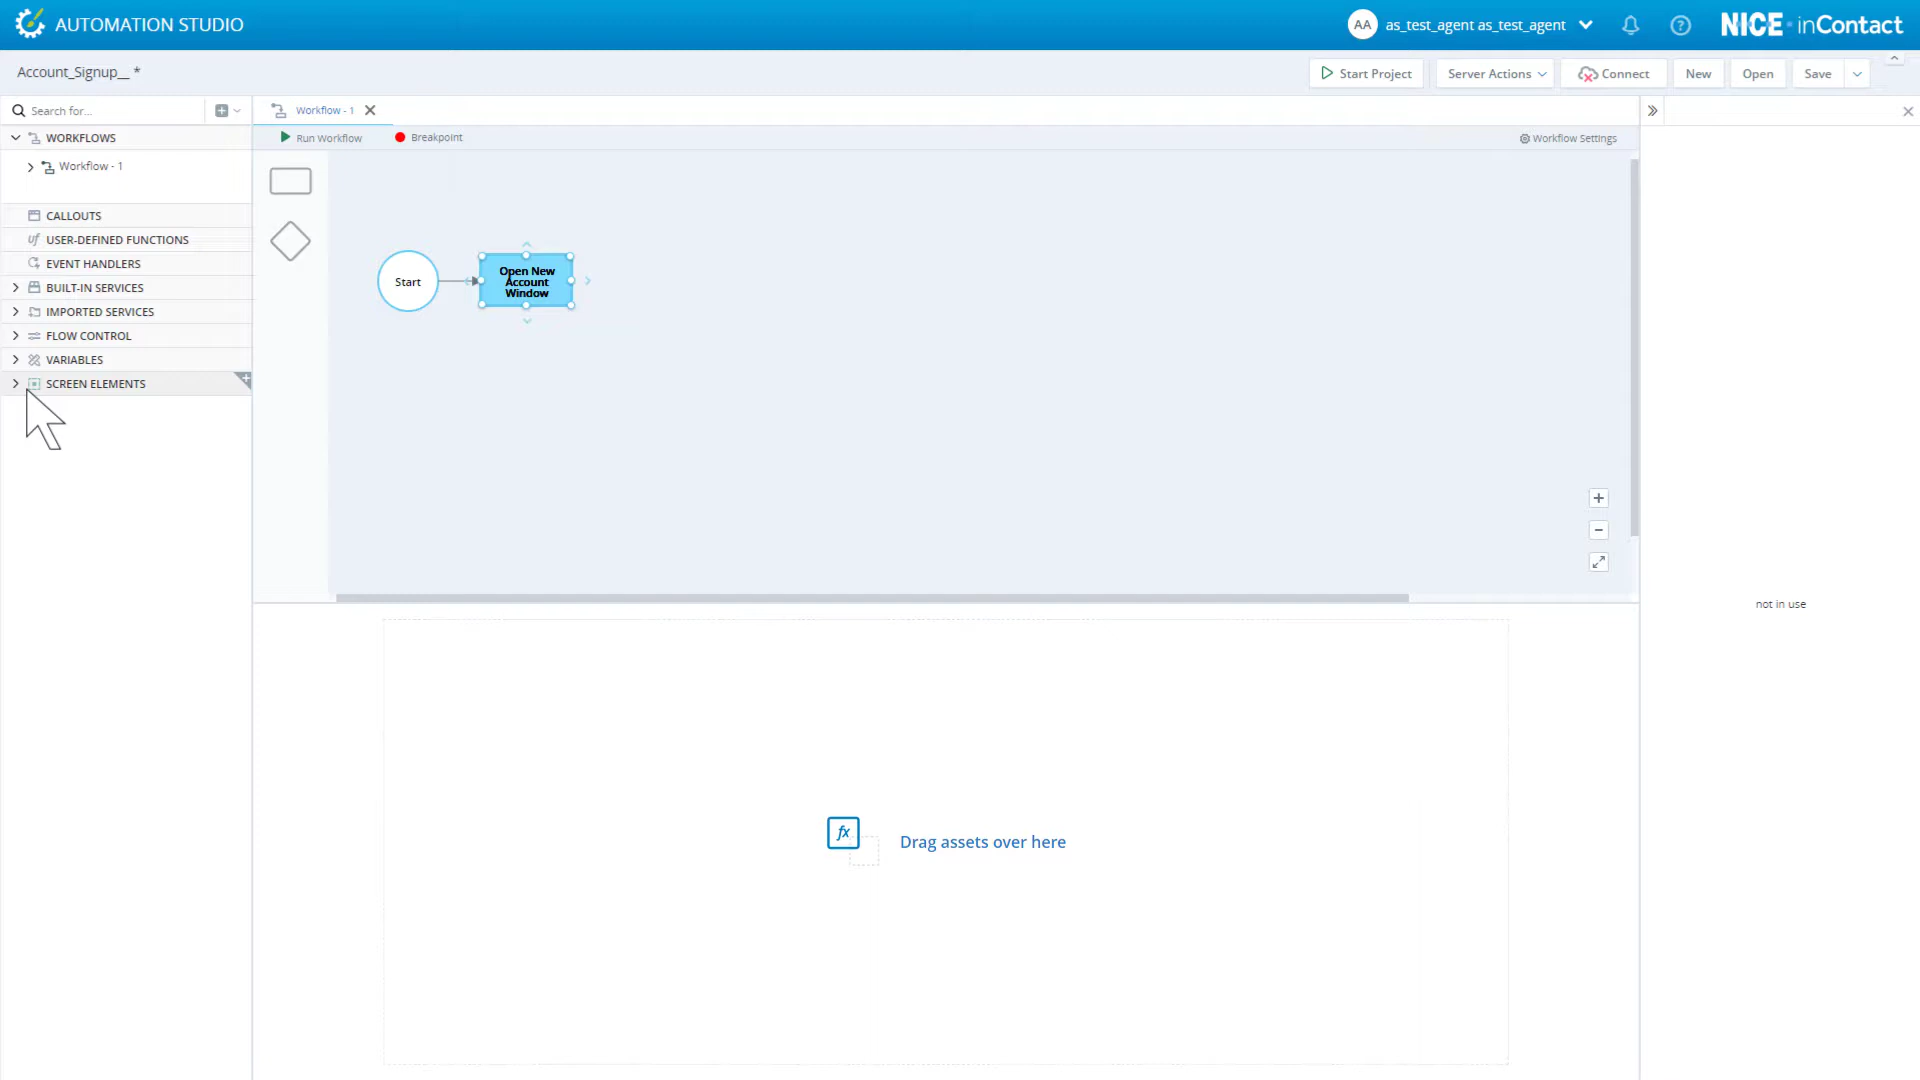 AUTOMATION STUDIO
AA as_test_agent as_test_agent
NICE inContact
Account_Signup__ *
Start Project
Server Actions
Connect
New
Open
Save
Search for...
Workflow - 1
WORKFLOWS
Run Workflow
Breakpoint
Workflow Settings
Workflow - 1
CALLOUTS
Uf USER-DEFINED FUNCTIONS
EVENT HANDLERS
BUILT-IN SERVICES
IMPORTED SERVICES
FLOW CONTROL
VARIABLES
SCREEN ELEMENTS
Start
Open New
Account
Window
not in use
fx
Drag assets over here